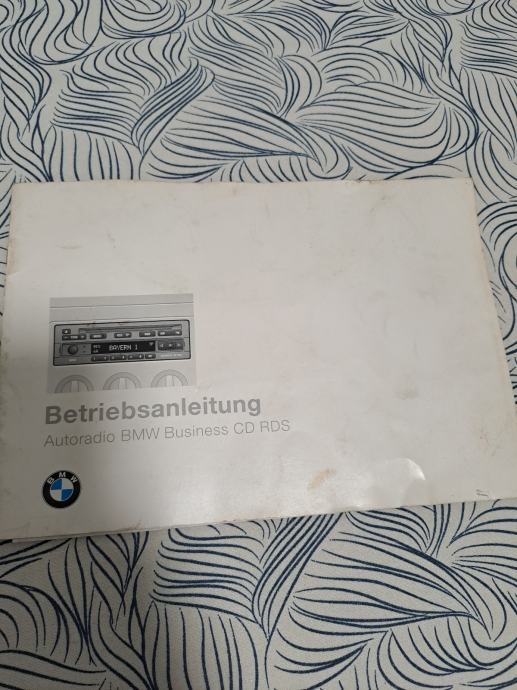 BAYERN 1
Betriebsanleitung
Autoradio BMW Business CD RDS
BMW